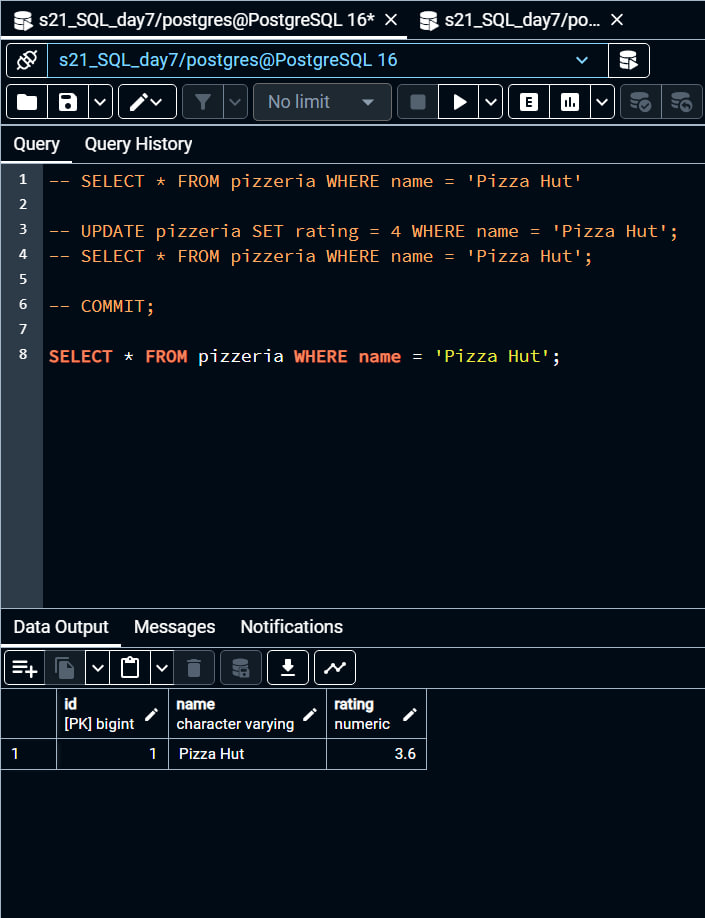 s21_SQL_day7/postgres@PostgreSQL 16* s21_SQL_day7/po...
s21_SQL_day7/postgres@PostgreSQL 16
No limit E
Query Query History
1 -- SELECT * FROM pizzeria WHERE name = 'Pizza Hut'
2
3 -- UPDATE pizzeria SET rating = 4 WHERE name = 'Pizza Hut';
4 -- SELECT * FROM pizzeria WHERE name = 'Pizza Hut';
5
6 -- COMMIT;
7
8 SELECT * FROM pizzeria WHERE name = 'Pizza Hut';
Data Output Messages Notifications
id name rating
[PK] bigint character varying numeric
1 1 Pizza Hut 3.6